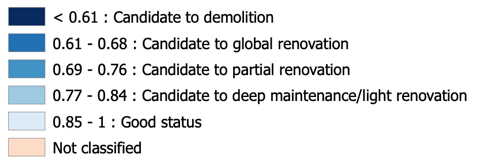 < 0.61 : Candidate to demolition
0.61 - 0.68 : Candidate to global renovation
0.69 - 0.76 : Candidate to partial renovation
0.77 - 0.84 : Candidate to deep maintenance/light renovation
0.85 - 1 : Good status
Not classified